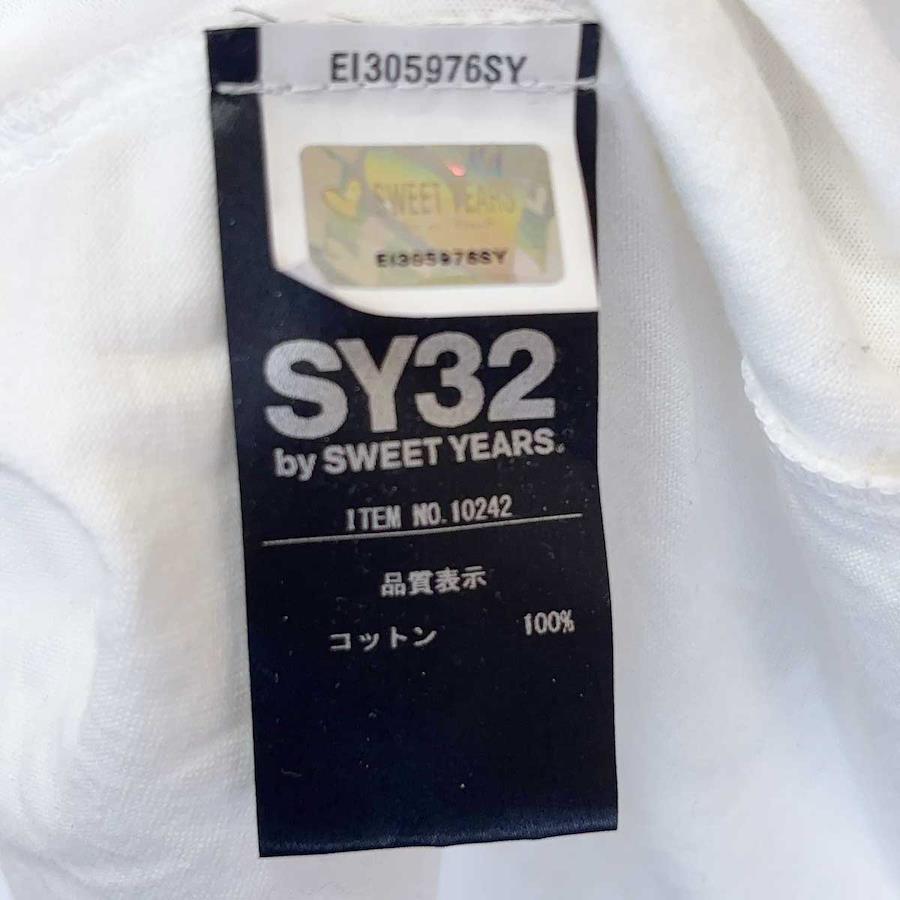 EI305976SY
SWEET YEARS
EI305976SY
SY32
by SWEET YEARS.
ITEM NO.10242
品質表示
コットン 100%